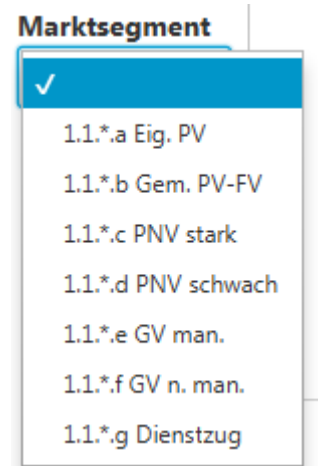 Marktsegment
1.1.*.a Eig. PV
1.1.*.b Gem. PV-FV
1.1.*.c PNV stark
1.1.*.d PNV schwach
1.1.*.e GV man.
1.1.*.f GV n. man.
1.1.*.g Dienstzug